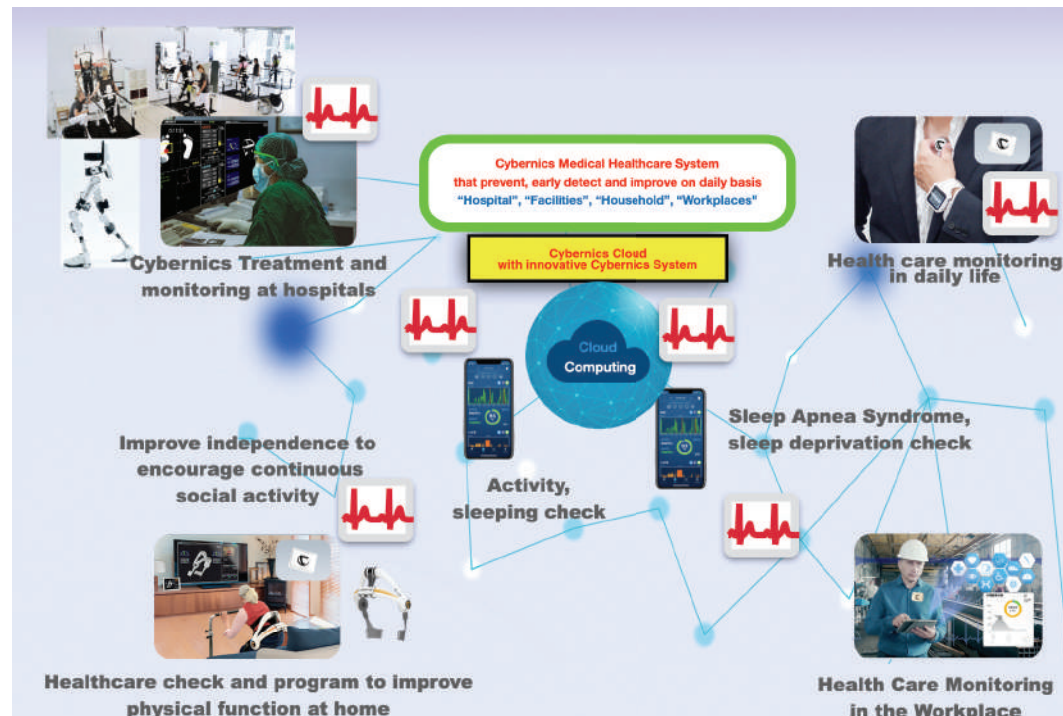 Cybernics Medical Healthcare System
that prevent, early detect and improve on daily basis
“Hospital”, “Facilities”, “Household”, “Workplaces”
Cybernics Cloud
with innovative Cybernics System
Cybernics Treatment and
monitoring at hospitals
Health care monitoring
in daily life
Cloud
Computing
Improve independence to
encourage continuous
social activity
Activity,
sleeping check
Sleep Apnea Syndrome,
sleep deprivation check
Healthcare check and program to improve
physical function at home
Health Care Monitoring
in the Workplace